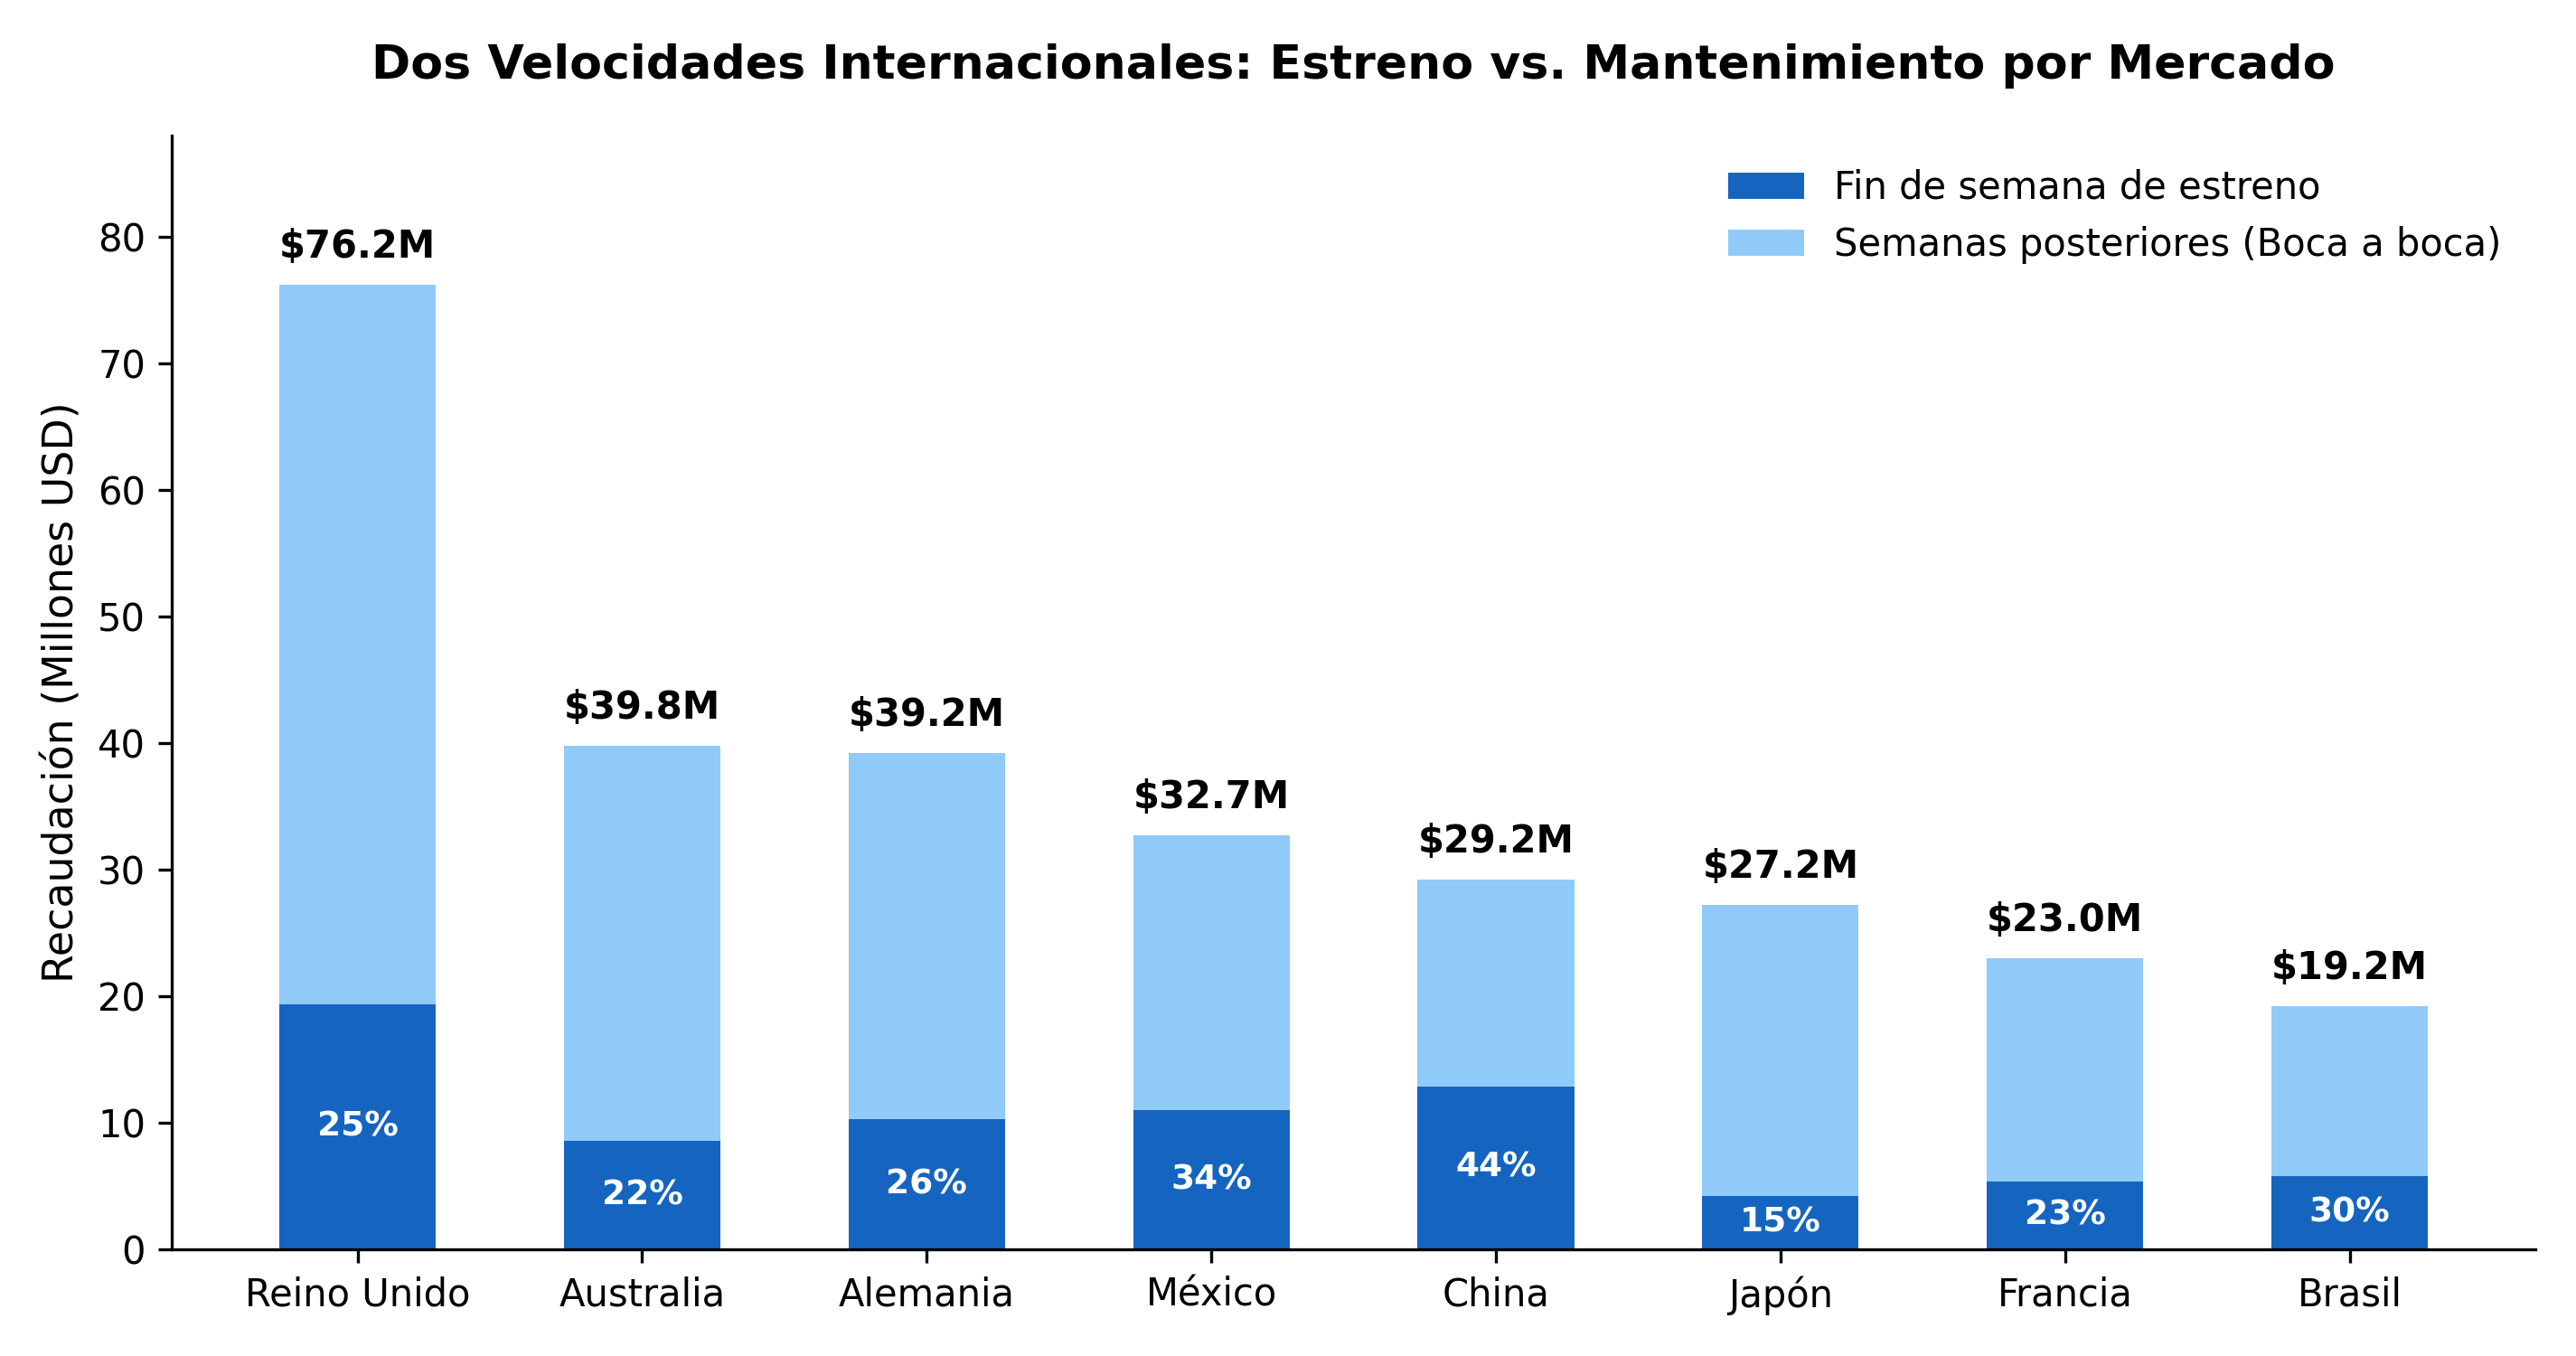 Dos Velocidades Internacionales: Estreno vs. Mantenimiento por Mercado
Fin de semana de estreno
Semanas posteriores (Boca a boca)
Recaudación (Millones USD)
80
70
60
50
40
30
20
10
0
$76.2M
$39.8M
$39.2M
$32.7M
$29.2M
$27.2M
$23.0M
$19.2M
25%
22%
26%
34%
44%
15%
23%
30%
Reino Unido
Australia
Alemania
México
China
Japón
Francia
Brasil